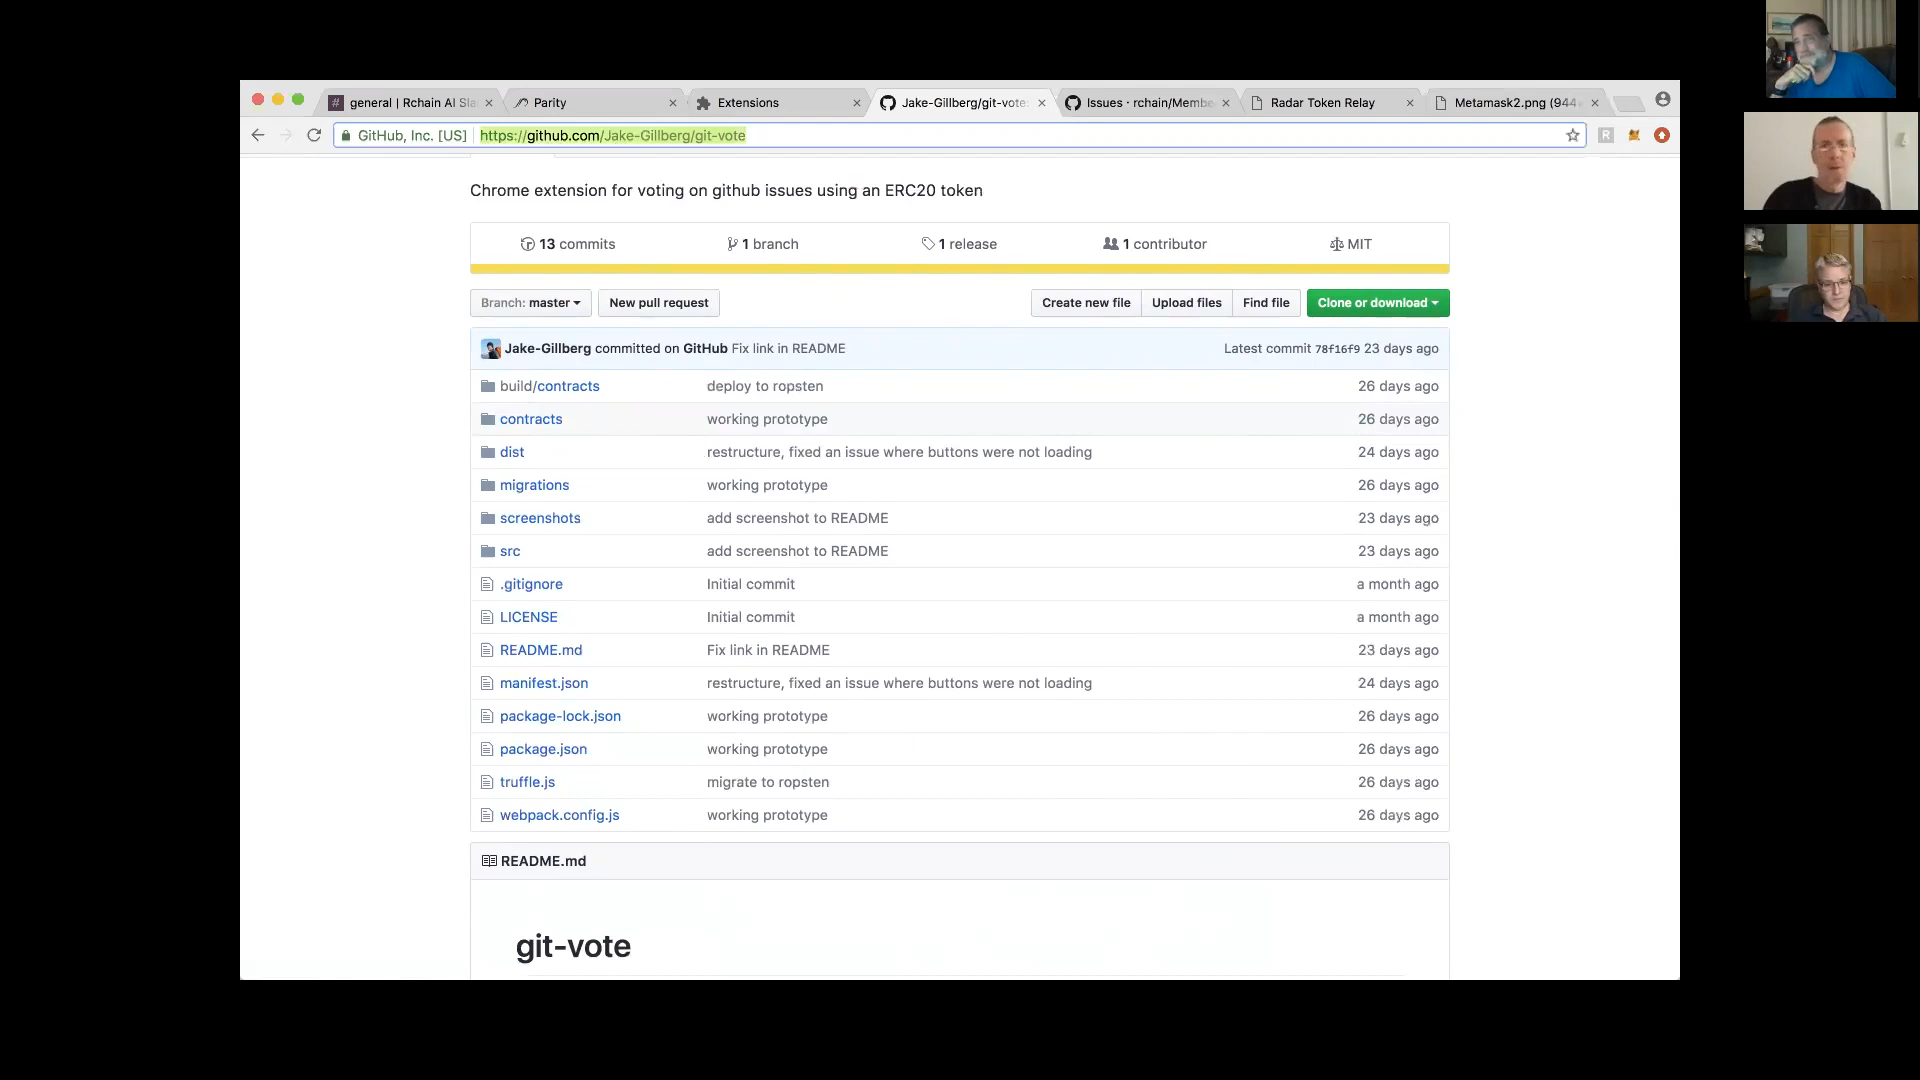 general | Rchain AI Sla
Parity
Extensions
Jake-Gillberg/git-vote:
Issues · rchain/Membe
Radar Token Relay
Metamask2.png (944
GitHub, Inc. [US]
https://github.com/Jake-Gillberg/git-vote
Chrome extension for voting on github issues using an ERC20 token
13 commits
1 branch
1 release
1 contributor
MIT
Branch: master
New pull request
Create new file
Upload files
Find file
Clone or download
Jake-Gillberg committed on GitHub Fix link in README
Latest commit 78f16f9 23 days ago
build/contracts deploy to ropsten 26 days ago
contracts working prototype 26 days ago
dist restructure, fixed an issue where buttons were not loading 24 days ago
migrations working prototype 26 days ago
screenshots add screenshot to README 23 days ago
src add screenshot to README 23 days ago
.gitignore Initial commit a month ago
LICENSE Initial commit a month ago
README.md Fix link in README 23 days ago
manifest.json restructure, fixed an issue where buttons were not loading 24 days ago
package-lock.json working prototype 26 days ago
package.json working prototype 26 days ago
truffle.js migrate to ropsten 26 days ago
webpack.config.js working prototype 26 days ago
README.md
git-vote